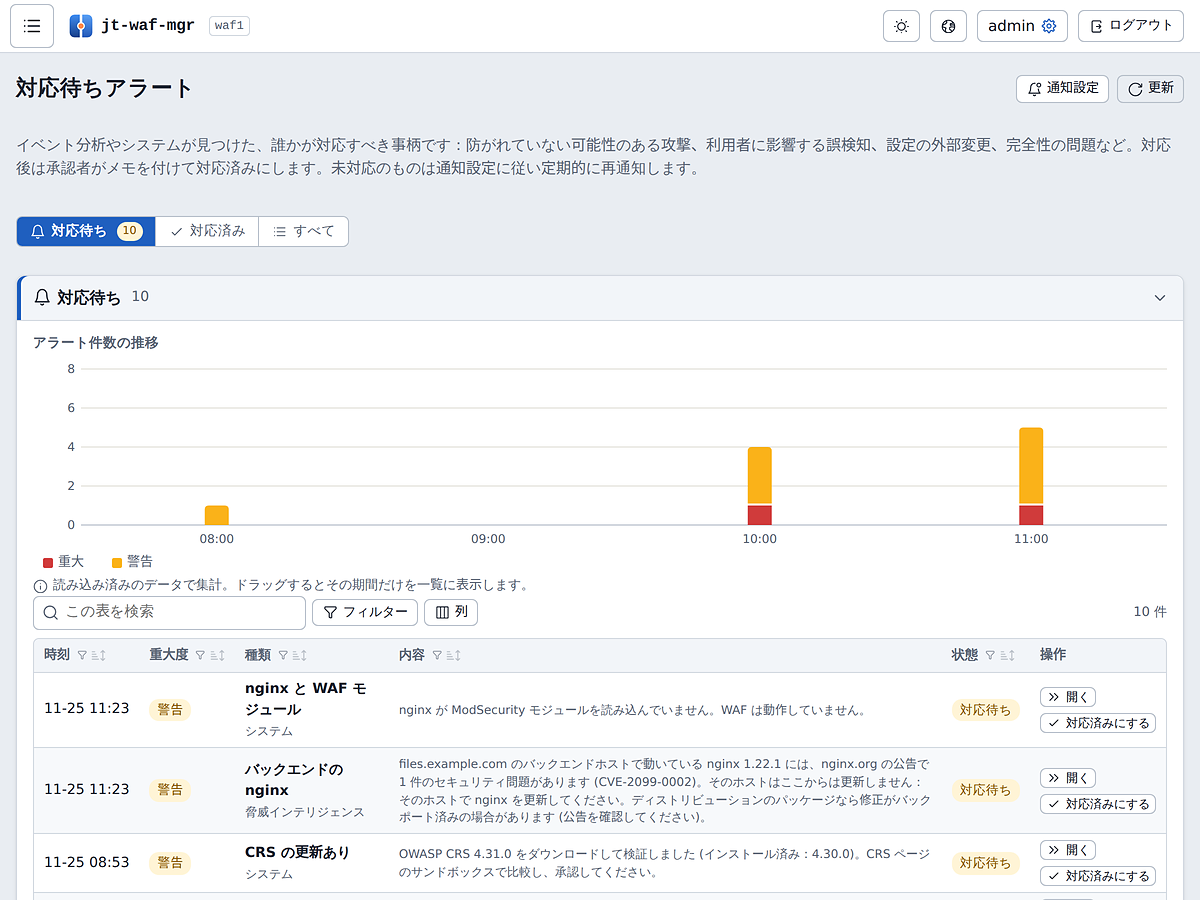 jt-waf-mgr
waf1
admin
ログアウト
対応待ちアラート
通知設定
更新
イベント分析やシステムが見つけた、誰かが対応すべき事柄です：防がれていない可能性のある攻撃、利用者に影響する誤検知、設定の外部変更、完全性の問題など。対応
後は承認者がメモを付けて対応済みにします。未対応のものは通知設定に従い定期的に再通知します。
対応待ち 10
対応済み
すべて
対応待ち 10
アラート件数の推移
8
6
4
2
0
08:00
09:00
10:00
11:00
重大
警告
読み込み済みのデータで集計。ドラッグするとその期間だけを一覧に表示します。
この表を検索
フィルター
列
10 件
時刻
重大度
種類
内容
状態
操作
11-25 11:23
警告
nginx と WAF モ
ジュール
システム
nginx が ModSecurity モジュールを読み込んでいません。WAF は動作していません。
対応待ち
開く
対応済みにする
11-25 11:23
警告
バックエンドの
nginx
脅威インテリジェンス
files.example.com のバックエンドホストで動いている nginx 1.22.1 には、nginx.org の公告で
1 件のセキュリティ問題があります (CVE-2099-0002)。そのホストはここからは更新しません：
そのホストで nginx を更新してください。ディストリビューションのパッケージなら修正がバック
ポート済みの場合があります (公告を確認してください)。
対応待ち
開く
対応済みにする
11-25 08:53
警告
CRS の更新あり
システム
OWASP CRS 4.31.0 をダウンロードして検証しました (インストール済み：4.30.0)。CRS ページ
のサンドボックスで比較し、承認してください。
対応待ち
開く
対応済みにする